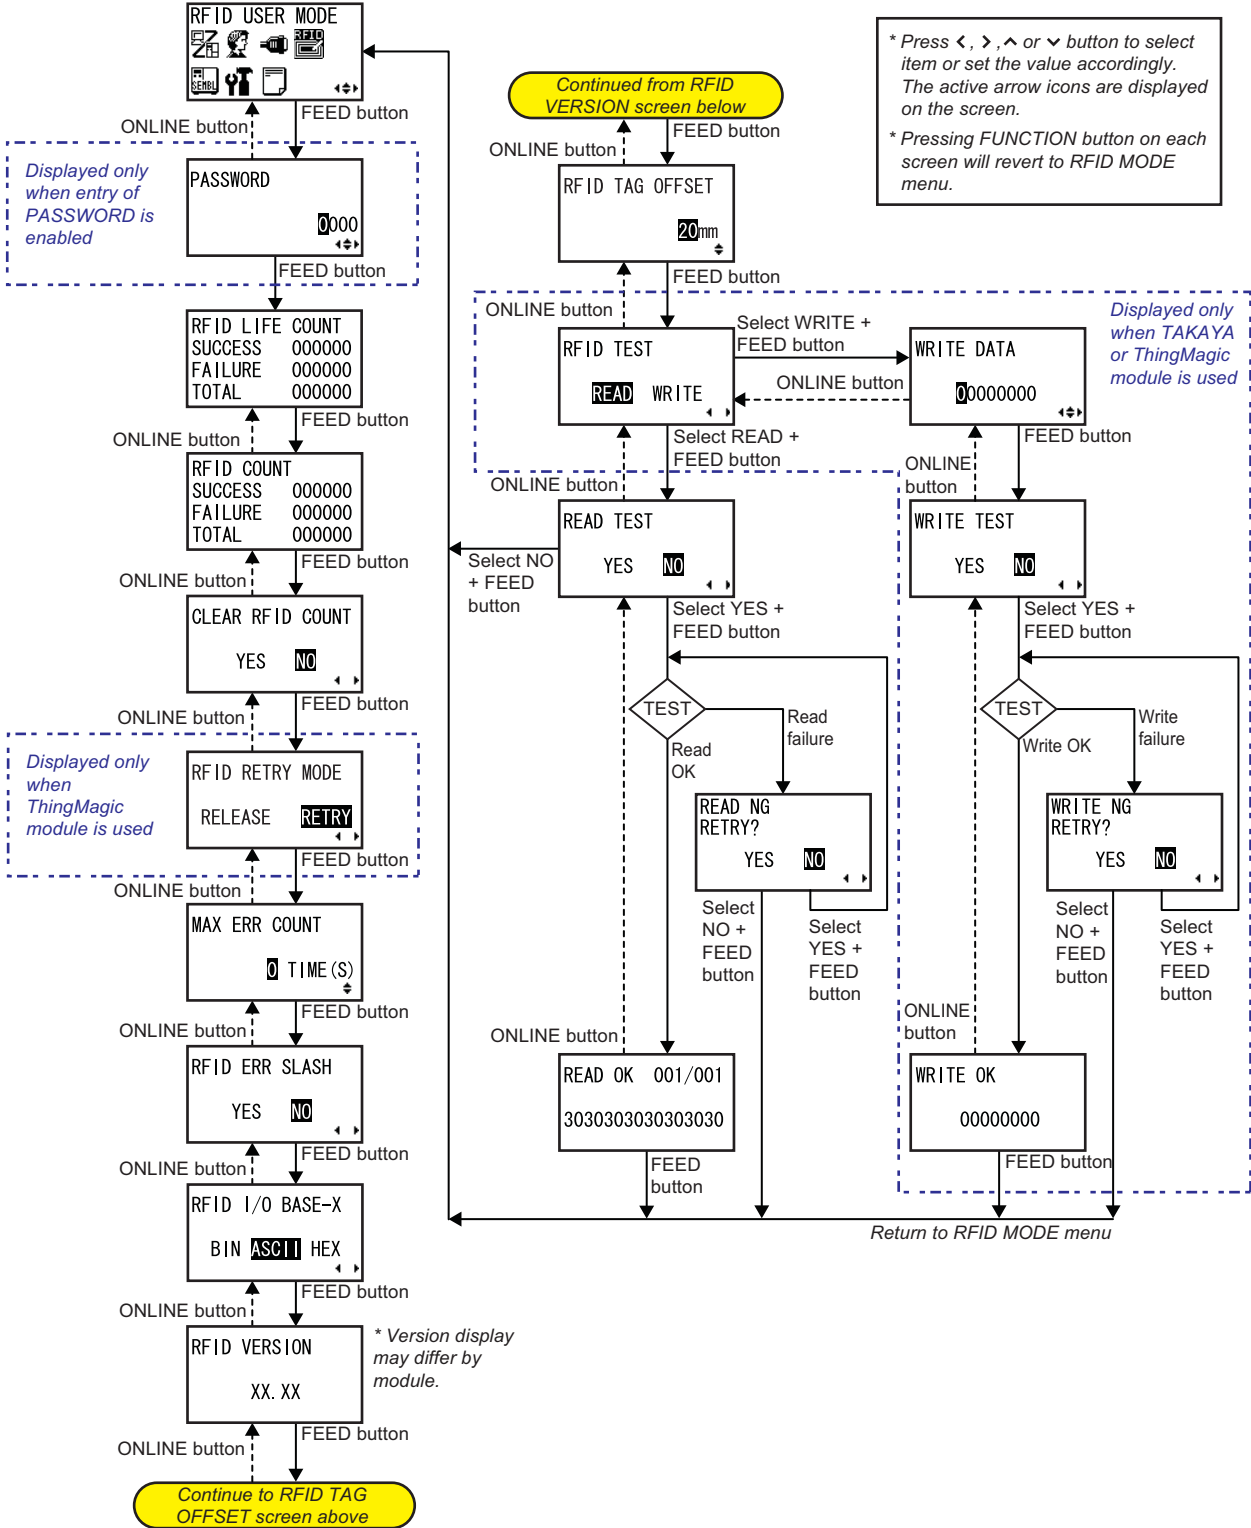 RFID USER MODE
RFID
SEMBL
FEED button
ONLINE button
Displayed only
when entry of
PASSWORD is
enabled
PASSWORD
0000
FEED button
RFID LIFE COUNT
SUCCESS 000000
FAILURE 000000
TOTAL 000000
FEED button
ONLINE button
RFID COUNT
SUCCESS 000000
FAILURE 000000
TOTAL 000000
FEED button
ONLINE button
CLEAR RFID COUNT
YES NO
FEED button
ONLINE button
Displayed only
when
ThingMagic
module is used
RFID RETRY MODE
RELEASE RETRY
FEED button
ONLINE button
MAX ERR COUNT
0 TIME(S)
FEED button
ONLINE button
RFID ERR SLASH
YES NO
FEED button
ONLINE button
RFID I/O BASE-X
BIN ASCII HEX
FEED button
ONLINE button
RFID VERSION
XX.XX
* Version display
may differ by
module.
FEED button
ONLINE button
Continue to RFID TAG
OFFSET screen above
Continued from RFID
VERSION screen below
FEED button
ONLINE button
RFID TAG OFFSET
20mm
FEED button
ONLINE button
RFID TEST
READ WRITE
Select WRITE +
FEED button
ONLINE button
WRITE DATA
00000000
Displayed only
when TAKAYA
or ThingMagic
module is used
Select READ +
FEED button
ONLINE button
READ TEST
YES NO
Select NO
+ FEED
button
Select YES +
FEED button
TEST
Read
failure
Read
OK
READ NG
RETRY?
YES NO
Select
NO +
FEED
button
Select
YES +
FEED
button
ONLINE button
READ OK 001/001
3030303030303030
FEED
button
FEED button
ONLINE
button
WRITE TEST
YES NO
Select YES +
FEED button
TEST
Write
failure
Write OK
WRITE NG
RETRY?
YES NO
Select
NO +
FEED
button
Select
YES +
FEED
button
ONLINE
button
WRITE OK
00000000
FEED button
Return to RFID MODE menu
* Press <, >, ∧ or ∨ button to select
item or set the value accordingly.
The active arrow icons are displayed
on the screen.
* Pressing FUNCTION button on each
screen will revert to RFID MODE
menu.